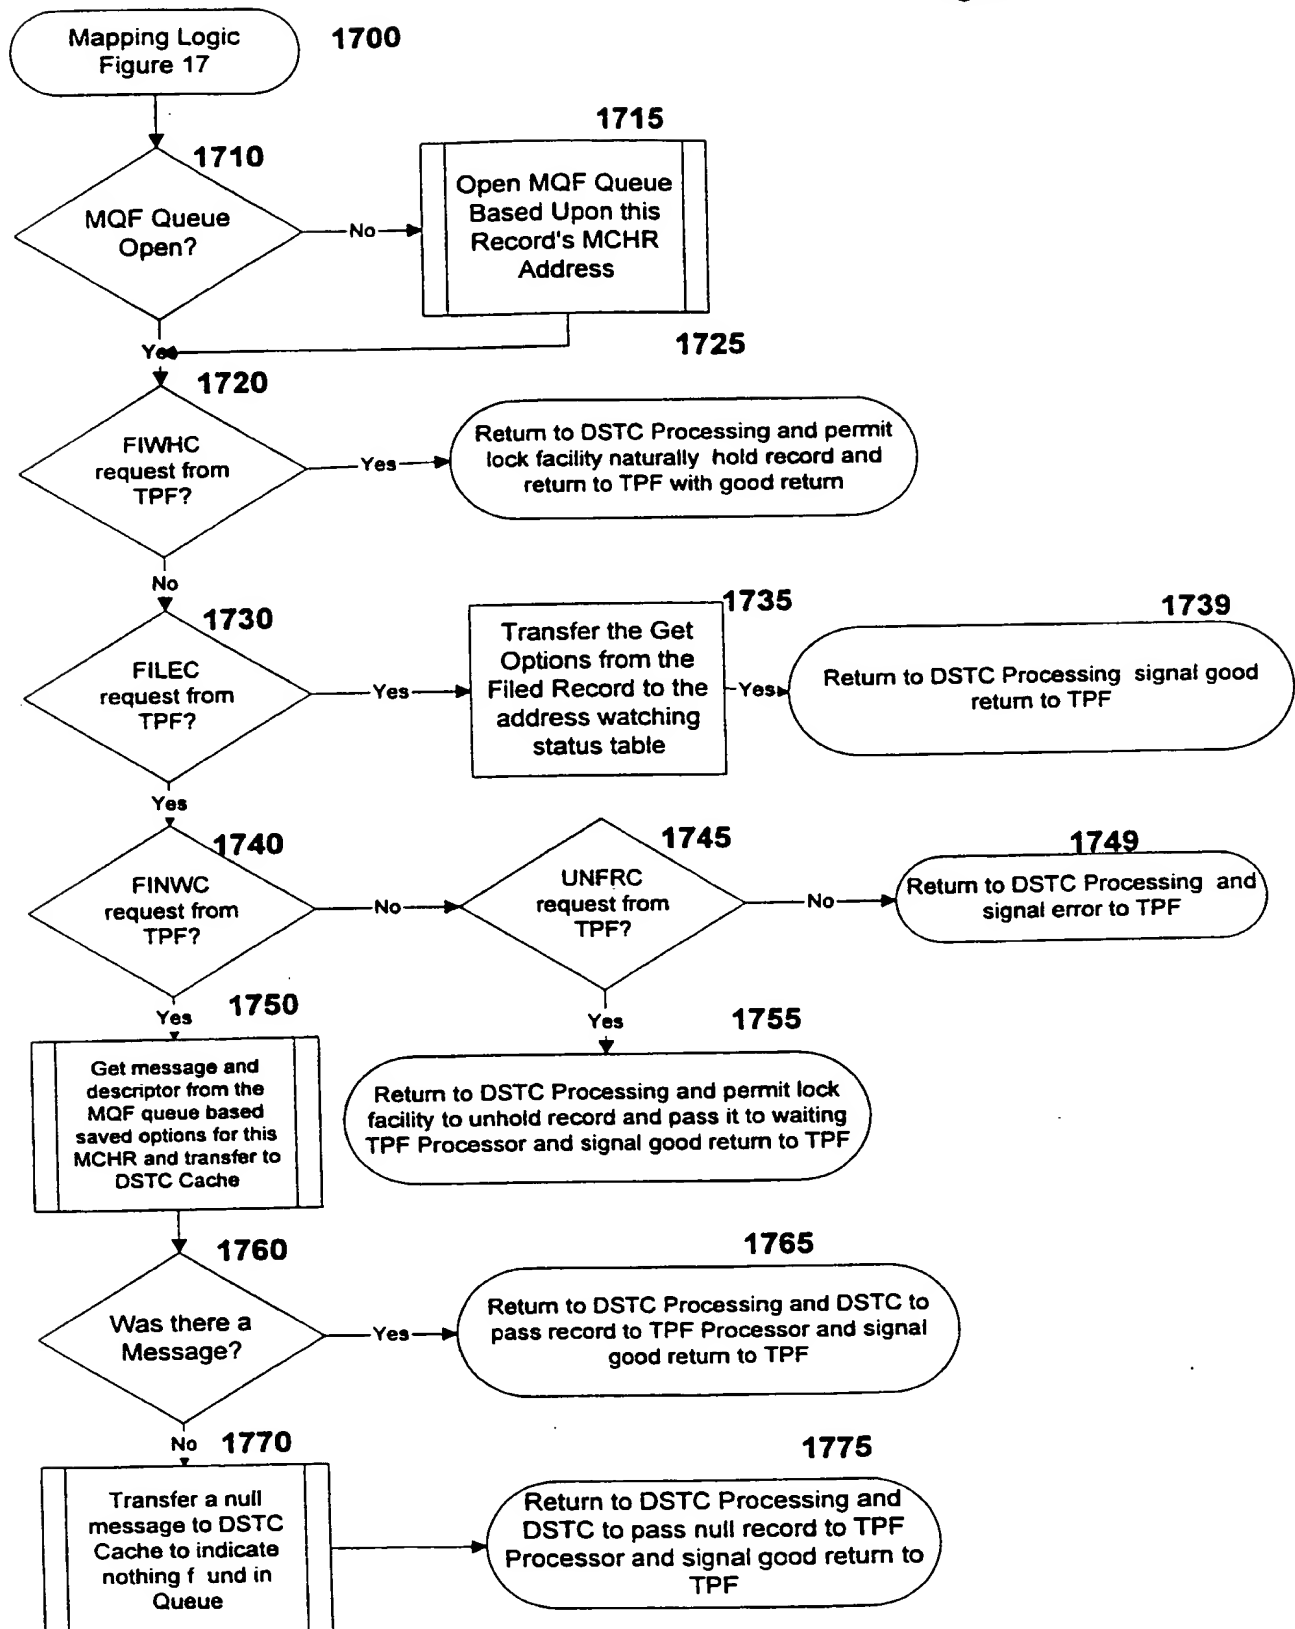 Mapping Logic
Figure 17
1700
1710
MQF Queue
Open?
No
1715
Open MQF Queue
Based Upon this
Record's MCHR
Address
Yes
1725
1720
FIWHC
request from
TPF?
Yes
Return to DSTC Processing and permit
lock facility naturally hold record and
return to TPF with good return
No
1730
FILEC
request from
TPF?
Yes
1735
Transfer the Get
Options from the
Filed Record to the
address watching
status table
Yes
1739
Return to DSTC Processing signal good
return to TPF
Yes
1740
FINWC
request from
TPF?
No
1745
UNFRC
request from
TPF?
No
1749
Return to DSTC Processing and
signal error to TPF
Yes
1750
Get message and
descriptor from the
MQF queue based
saved options for this
MCHR and transfer to
DSTC Cache
Yes
1755
Return to DSTC Processing and permit lock
facility to unhold record and pass it to waiting
TPF Processor and signal good return to TPF
1760
Was there a
Message?
Yes
1765
Return to DSTC Processing and DSTC to
pass record to TPF Processor and signal
good return to TPF
No
1770
Transfer a null
message to DSTC
Cache to indicate
nothing f und in
Queue
1775
Return to DSTC Processing and
DSTC to pass null record to TPF
Processor and signal good return to
TPF